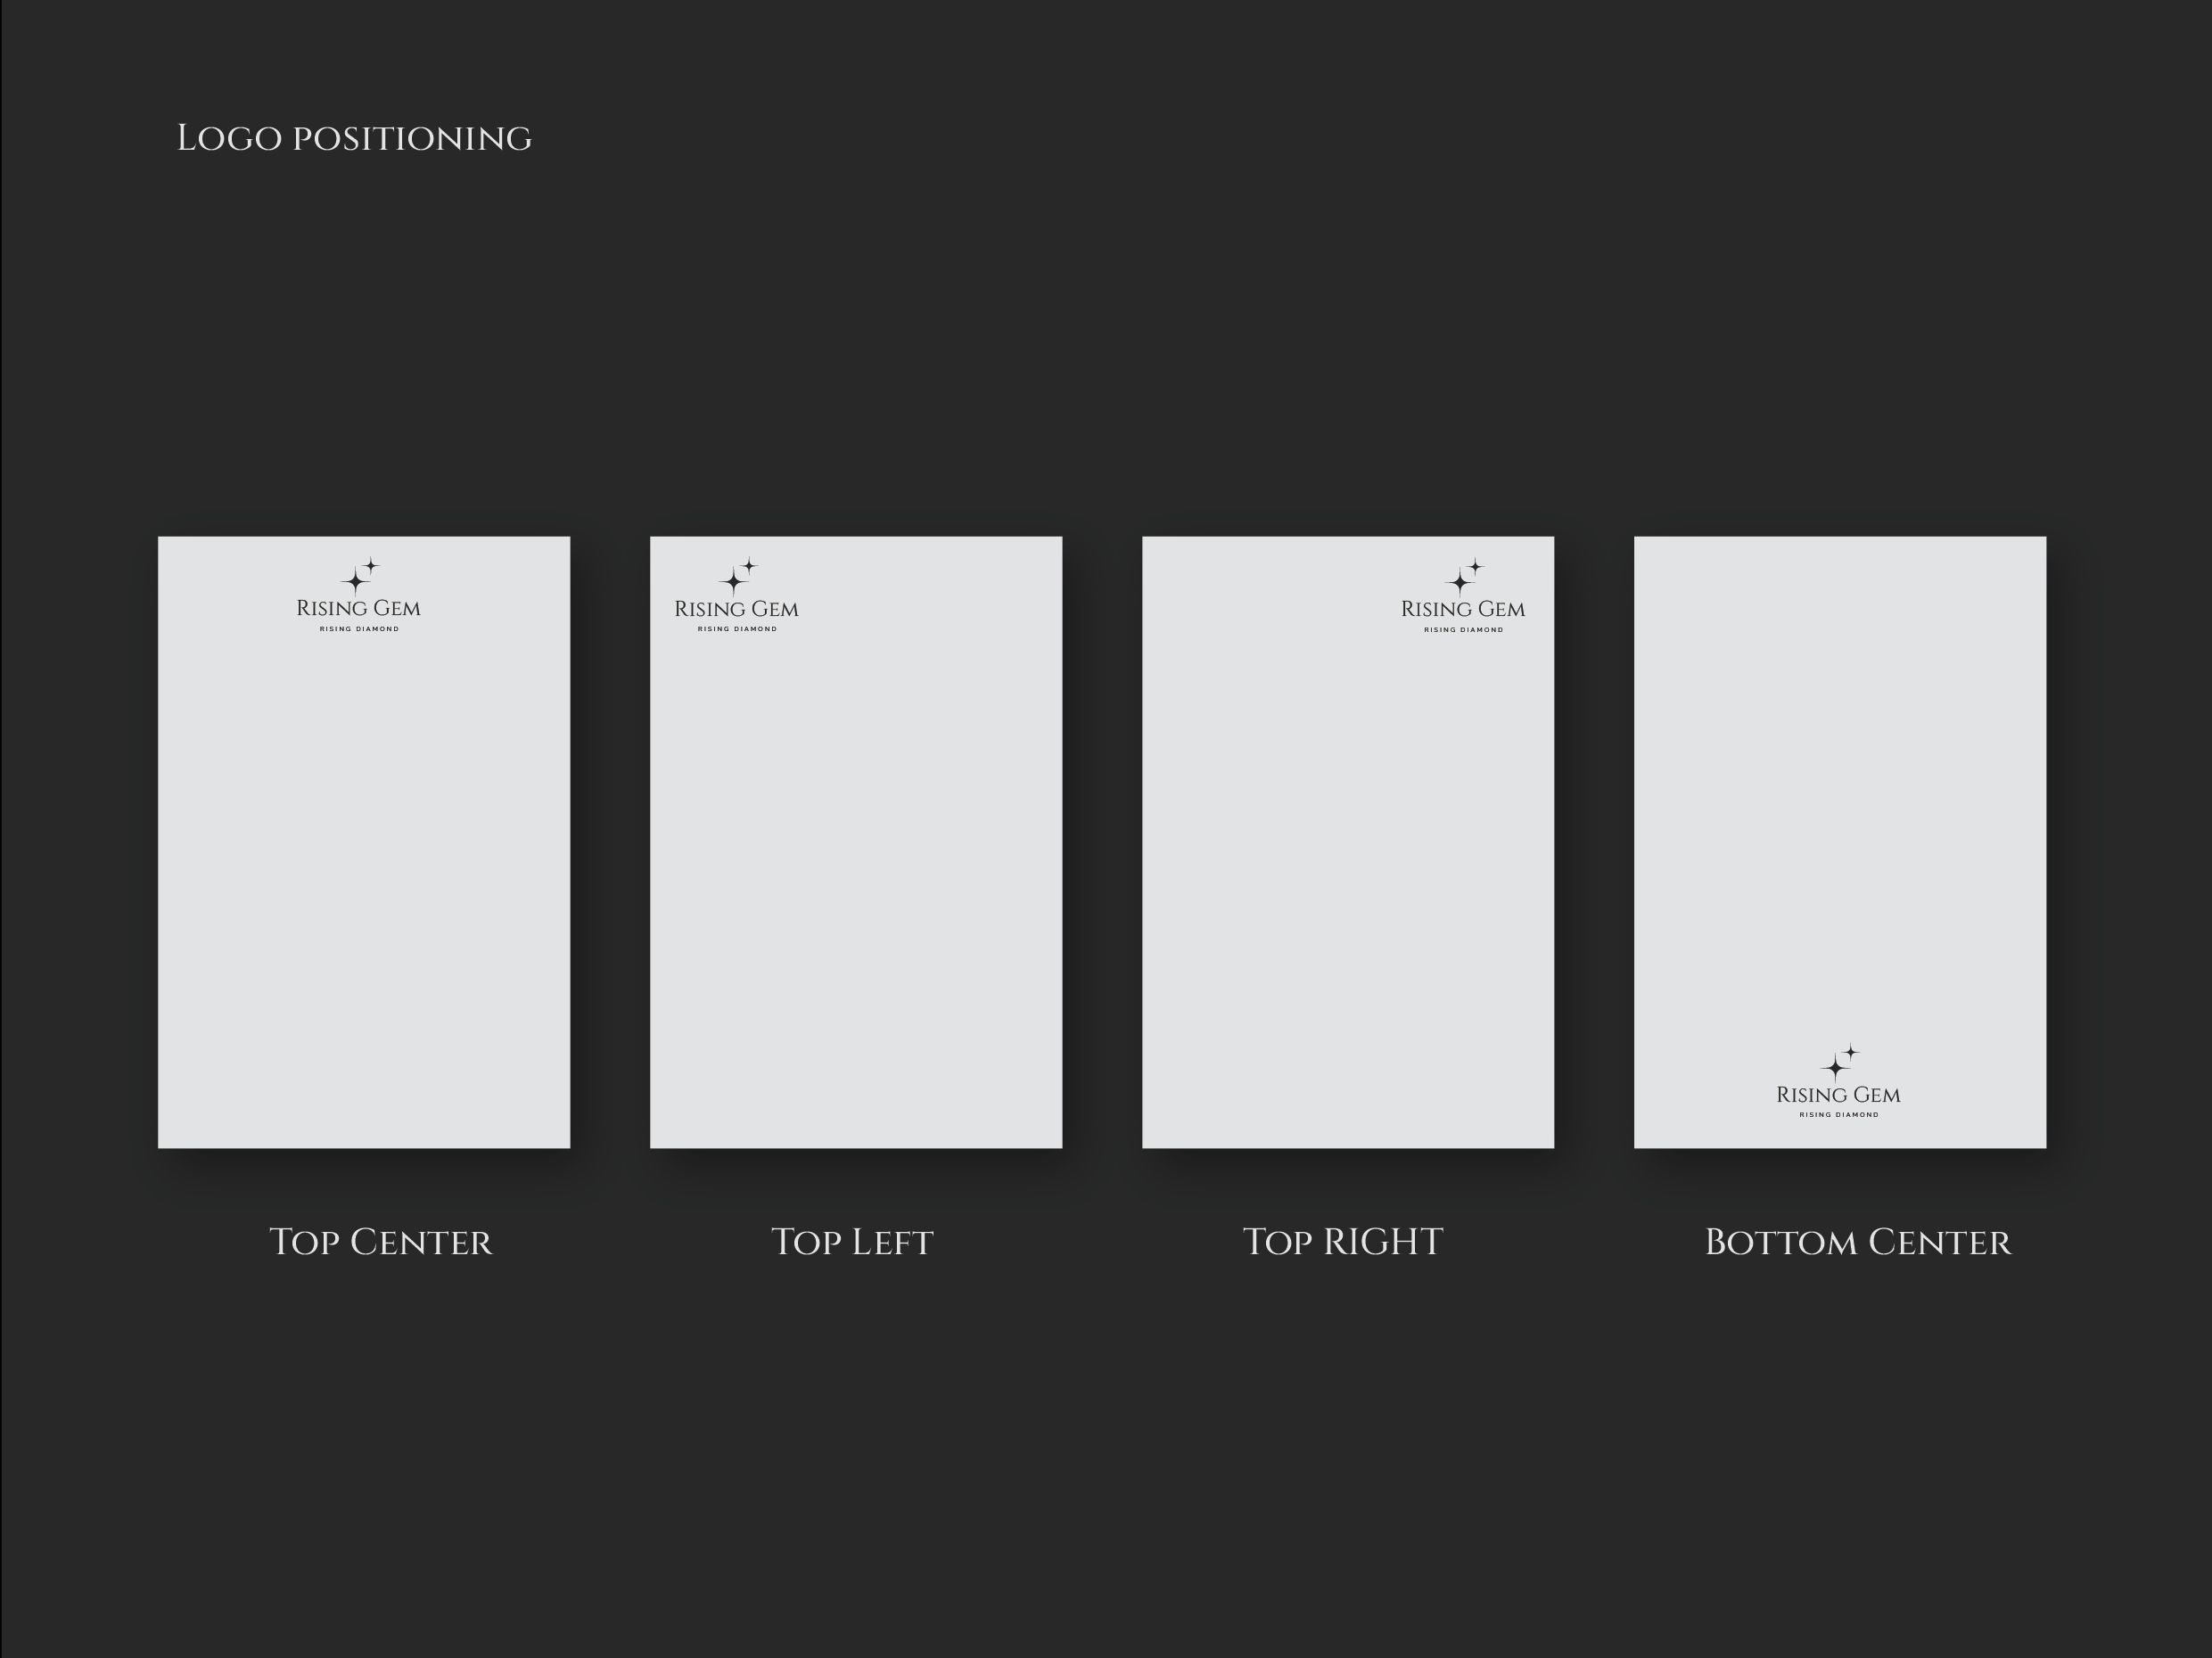 Logo positioning
Rising Gem
RISING DIAMOND
Rising Gem
RISING DIAMOND
Rising Gem
RISING DIAMOND
Rising Gem
RISING DIAMOND
Top Center
Top Left
Top RIGHT
Bottom Center